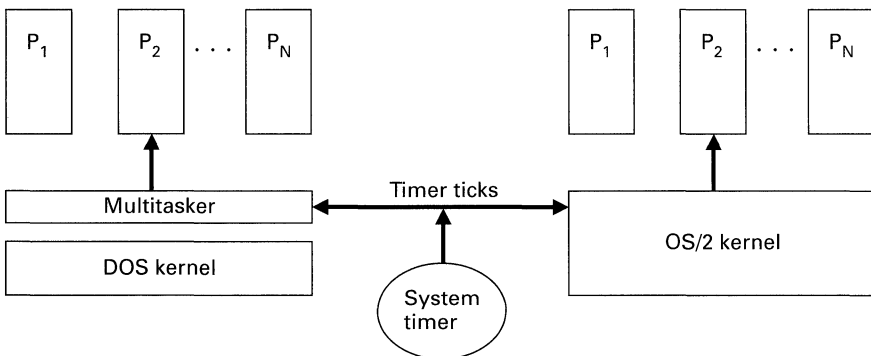 P1 P2 . . . PN
P1 P2 . . . PN
Timer ticks
Multitasker
OS/2 kernel
DOS kernel
System
timer